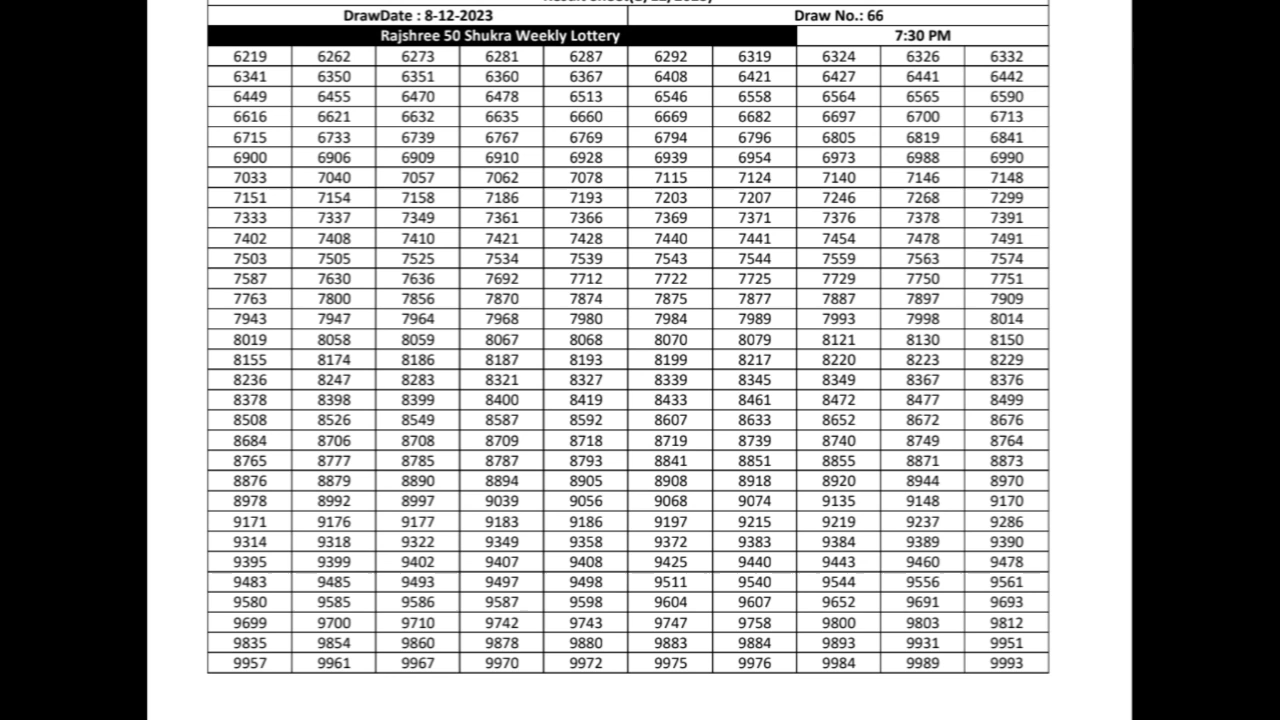 DrawDate : 8-12-2023 Draw No.: 66
Rajshree 50 Shukra Weekly Lottery 7:30 PM
6219 6262 6273 6281 6287 6292 6319 6324 6326 6332
6341 6350 6351 6360 6367 6408 6421 6427 6441 6442
6449 6455 6470 6478 6513 6546 6558 6564 6565 6590
6616 6621 6632 6635 6660 6669 6682 6697 6700 6713
6715 6733 6739 6767 6769 6794 6796 6805 6819 6841
6900 6906 6909 6910 6928 6939 6954 6973 6988 6990
7033 7040 7057 7062 7078 7115 7124 7140 7146 7148
7151 7154 7158 7186 7193 7203 7207 7246 7268 7299
7333 7337 7349 7361 7366 7369 7371 7376 7378 7391
7402 7408 7410 7421 7428 7440 7441 7454 7478 7491
7503 7505 7525 7534 7539 7543 7544 7559 7563 7574
7587 7630 7636 7692 7712 7722 7725 7729 7750 7751
7763 7800 7856 7870 7874 7875 7877 7887 7897 7909
7943 7947 7964 7968 7980 7984 7989 7993 7998 8014
8019 8058 8059 8067 8068 8070 8079 8121 8130 8150
8155 8174 8186 8187 8193 8199 8217 8220 8223 8229
8236 8247 8283 8321 8327 8339 8345 8349 8367 8376
8378 8398 8399 8400 8419 8433 8461 8472 8477 8499
8508 8526 8549 8587 8592 8607 8633 8652 8672 8676
8684 8706 8708 8709 8718 8719 8739 8740 8749 8764
8765 8777 8785 8787 8793 8841 8851 8855 8871 8873
8876 8879 8890 8894 8905 8908 8918 8920 8944 8970
8978 8992 8997 9039 9056 9068 9074 9135 9148 9170
9171 9176 9177 9183 9186 9197 9215 9219 9237 9286
9314 9318 9322 9349 9358 9372 9383 9384 9389 9390
9395 9399 9402 9407 9408 9425 9440 9443 9460 9478
9483 9485 9493 9497 9498 9511 9540 9544 9556 9561
9580 9585 9586 9587 9598 9604 9607 9652 9691 9693
9699 9700 9710 9742 9743 9747 9758 9800 9803 9812
9835 9854 9860 9878 9880 9883 9884 9893 9931 9951
9957 9961 9967 9970 9972 9975 9976 9984 9989 9993